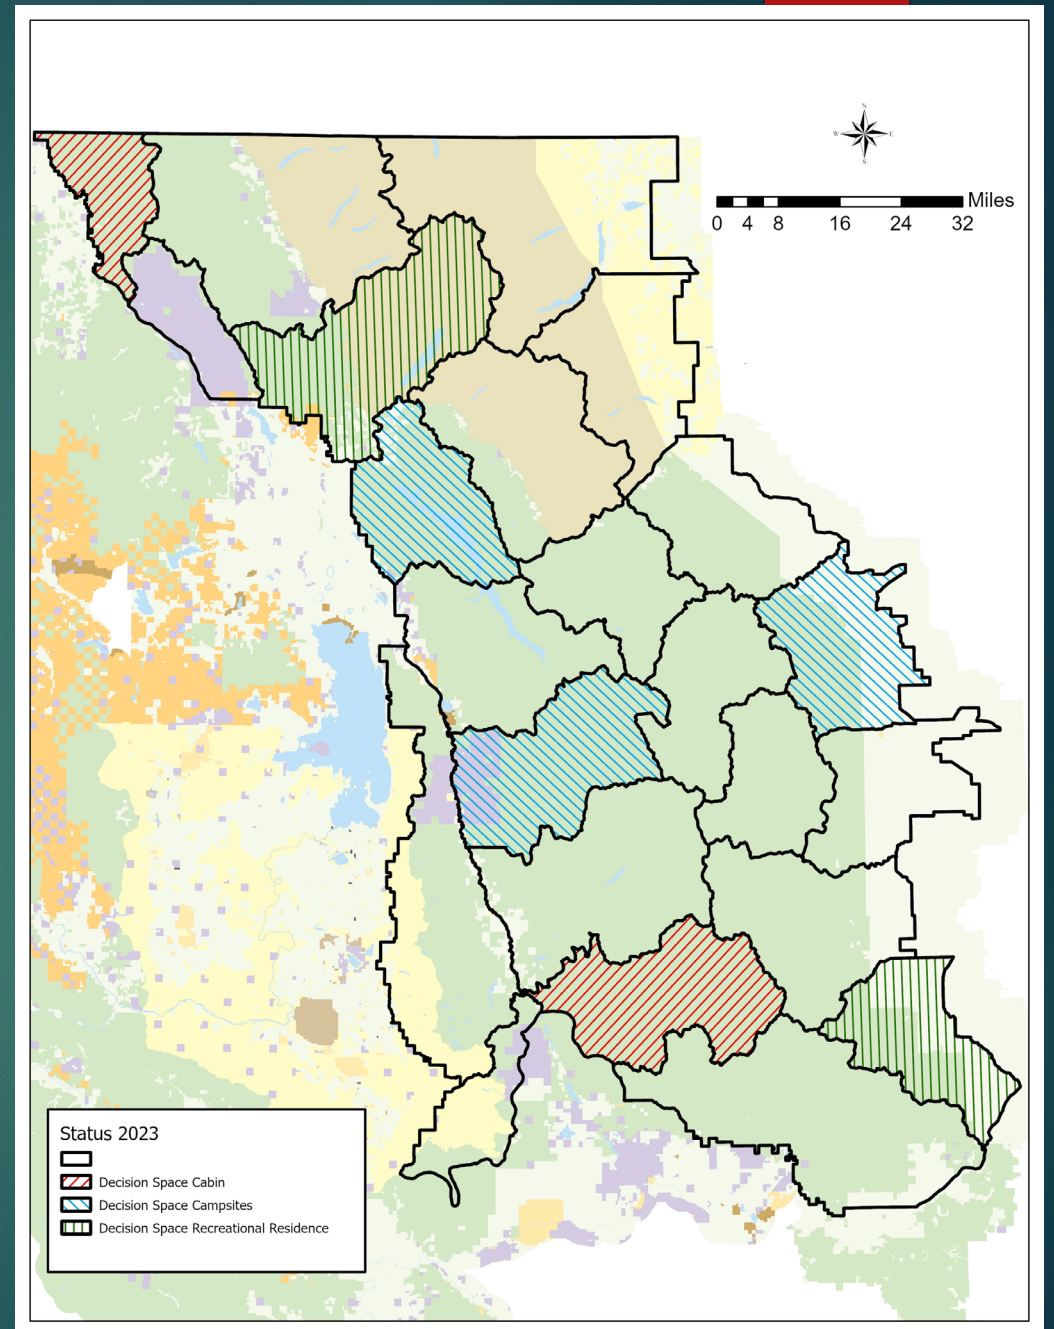 N
W E
S
Miles
0 4 8 16 24 32
Status 2023
Decision Space Cabin
Decision Space Campsites
Decision Space Recreational Residence